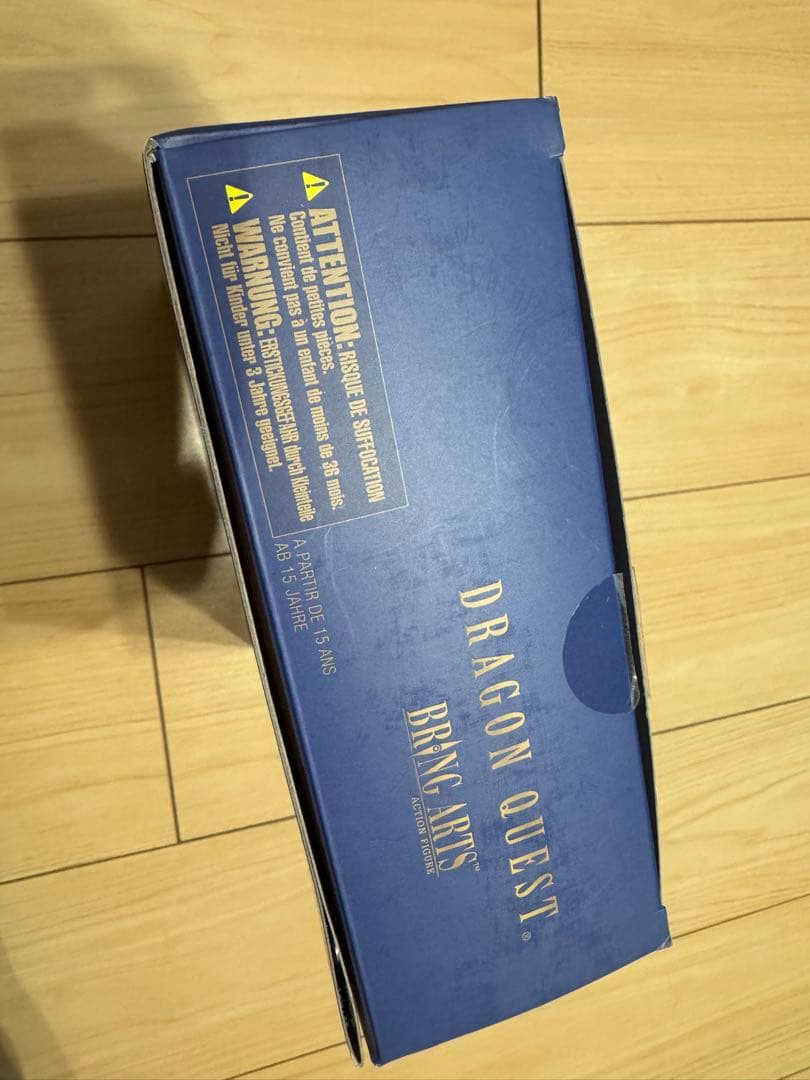 ATTENTION: RISQUE DE SUFFOCATION
Contient de petites pièces.
Ne convient pas à un enfant de moins de 36 mois.
WARNUNG: ERSTICKUNGSGEFAHR durch Kleinteile
Nicht für Kinder unter 3 Jahre geeignet.
A PARTIR DE 15 ANS
AB 15 JAHRE
DRAGON QUEST®
BRING ARTS™
ACTION FIGURE